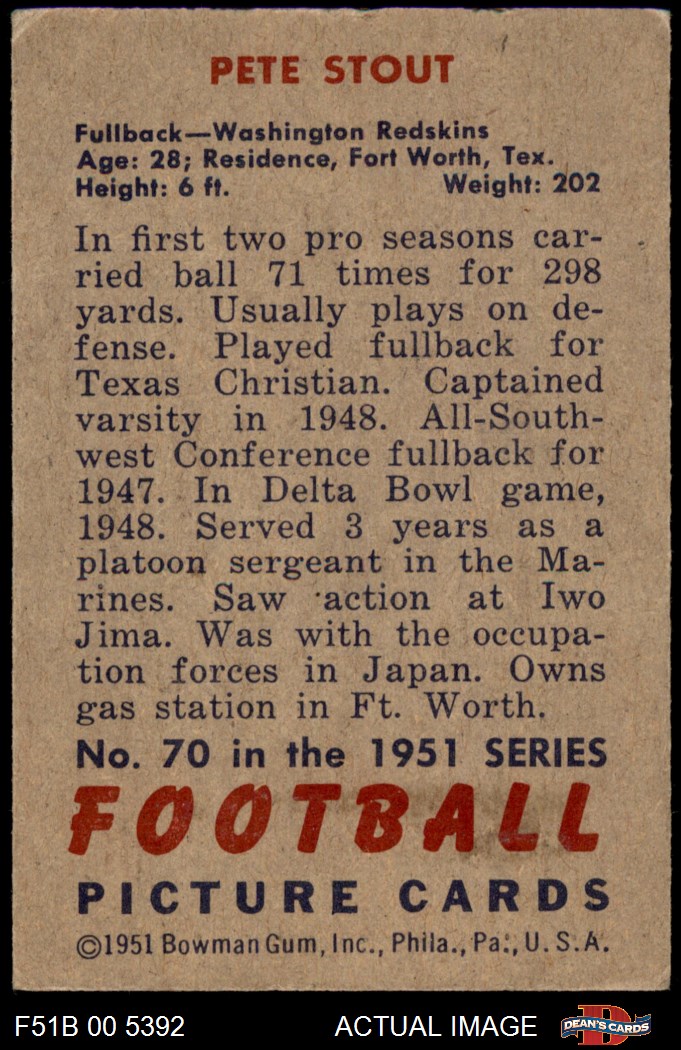 PETE STOUT
Fullback—Washington Redskins
Age: 28; Residence, Fort Worth, Tex.
Height: 6 ft. Weight: 202
In first two pro seasons car-
ried ball 71 times for 298
yards. Usually plays on de-
fense. Played fullback for
Texas Christian. Captained
varsity in 1948. All-South-
west Conference fullback for
1947. In Delta Bowl game,
1948. Served 3 years as a
platoon sergeant in the Ma-
rines. Saw action at Iwo
Jima. Was with the occupa-
tion forces in Japan. Owns
gas station in Ft. Worth.
No. 70 in the 1951 SERIES
FOOTBALL
PICTURE CARDS
©1951 Bowman Gum, Inc., Phila., Pa., U.S.A.
F51B 00 5392 ACTUAL IMAGE D DEAN'S CARDS